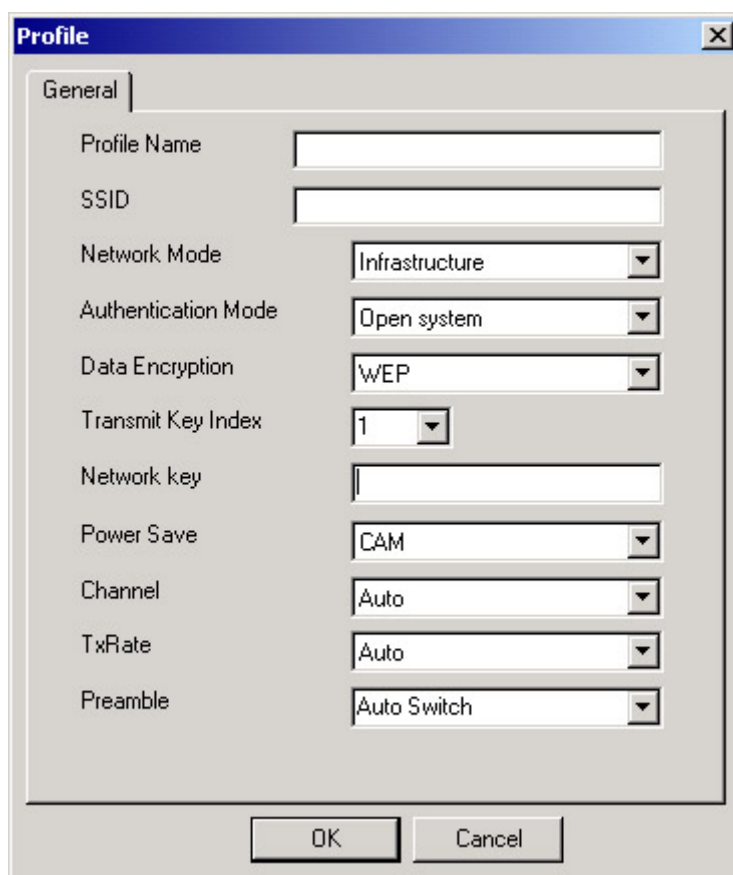 Profile
General
Profile Name
SSID
Network Mode Infrastructure
Authentication Mode Open system
Data Encryption WEP
Transmit Key Index 1
Network key
Power Save CAM
Channel Auto
TxRate Auto
Preamble Auto Switch
OK Cancel